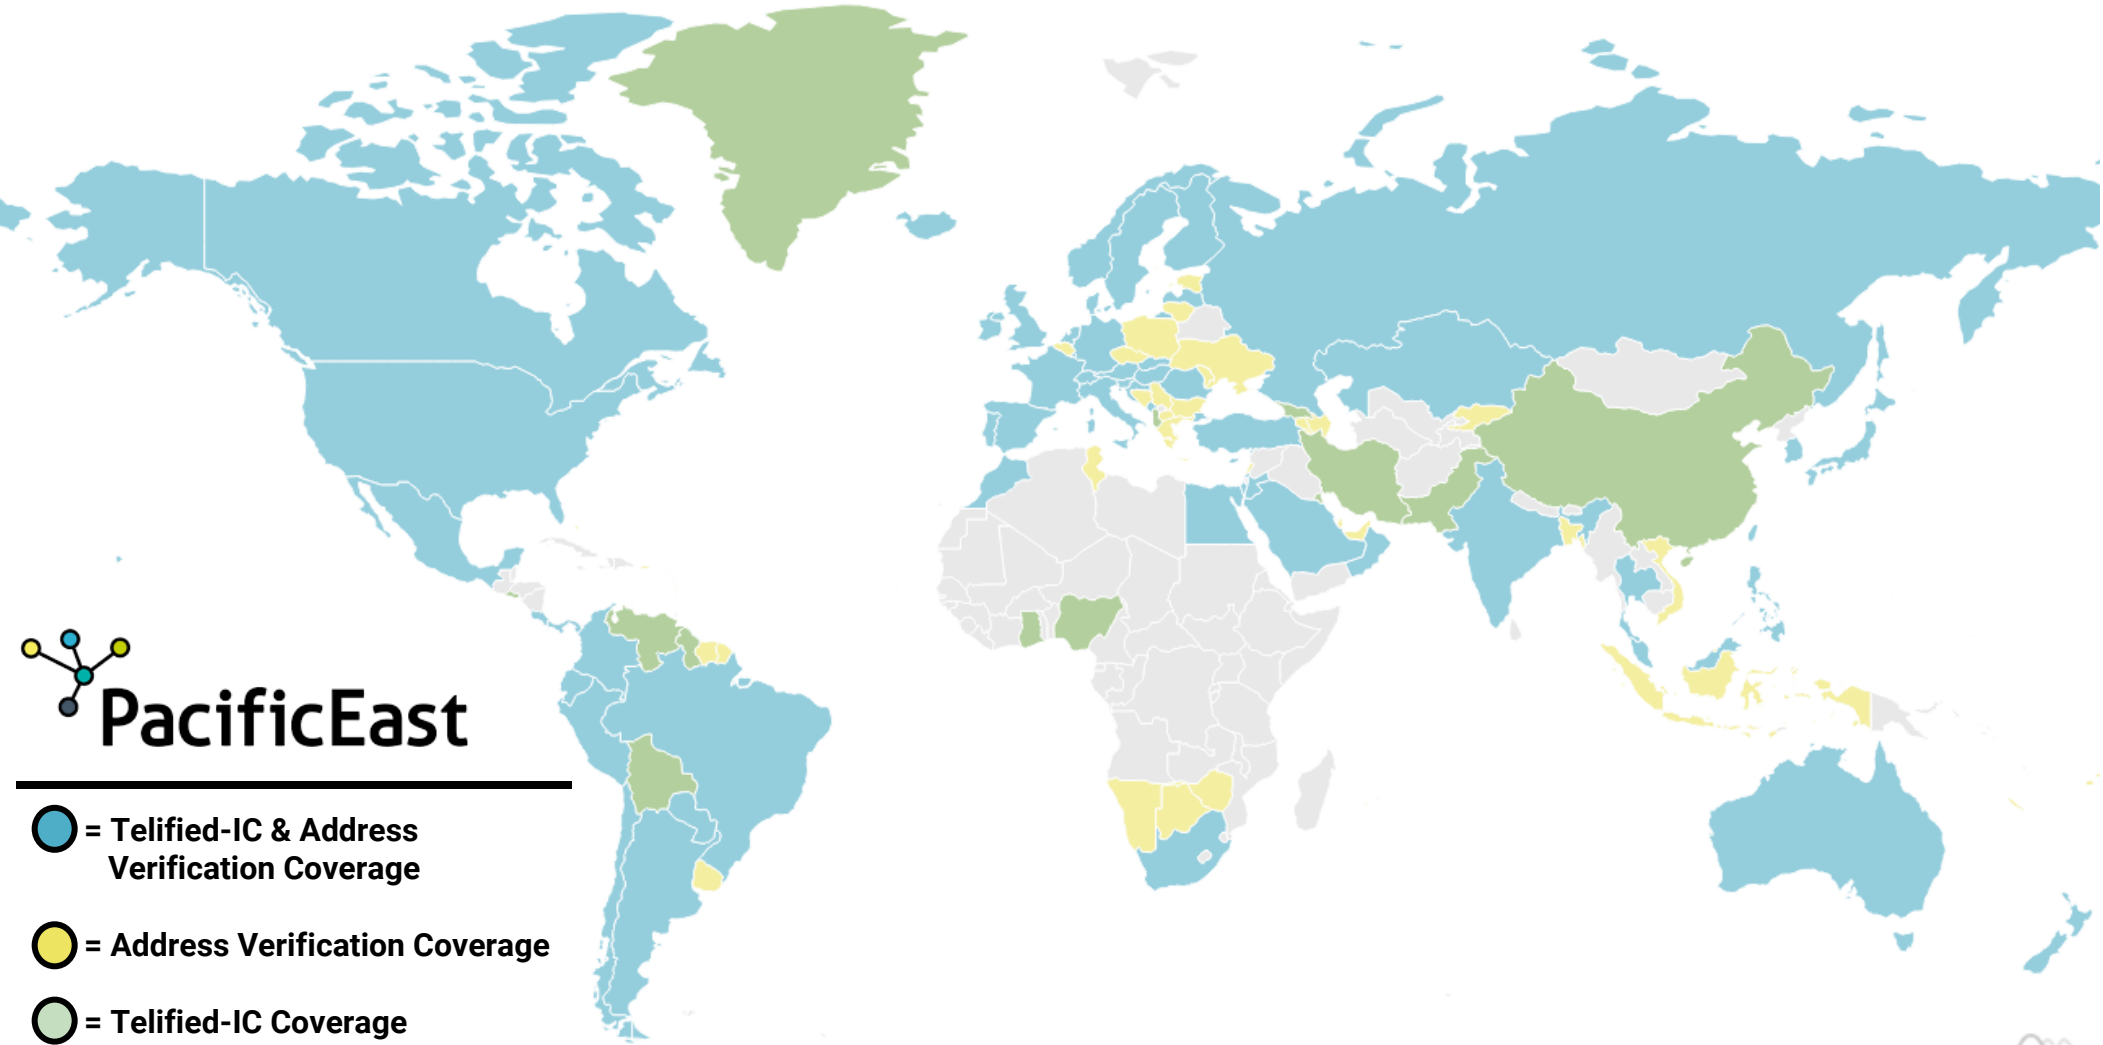 PacificEast
= Telified-IC & Address
Verification Coverage
= Address Verification Coverage
= Telified-IC Coverage